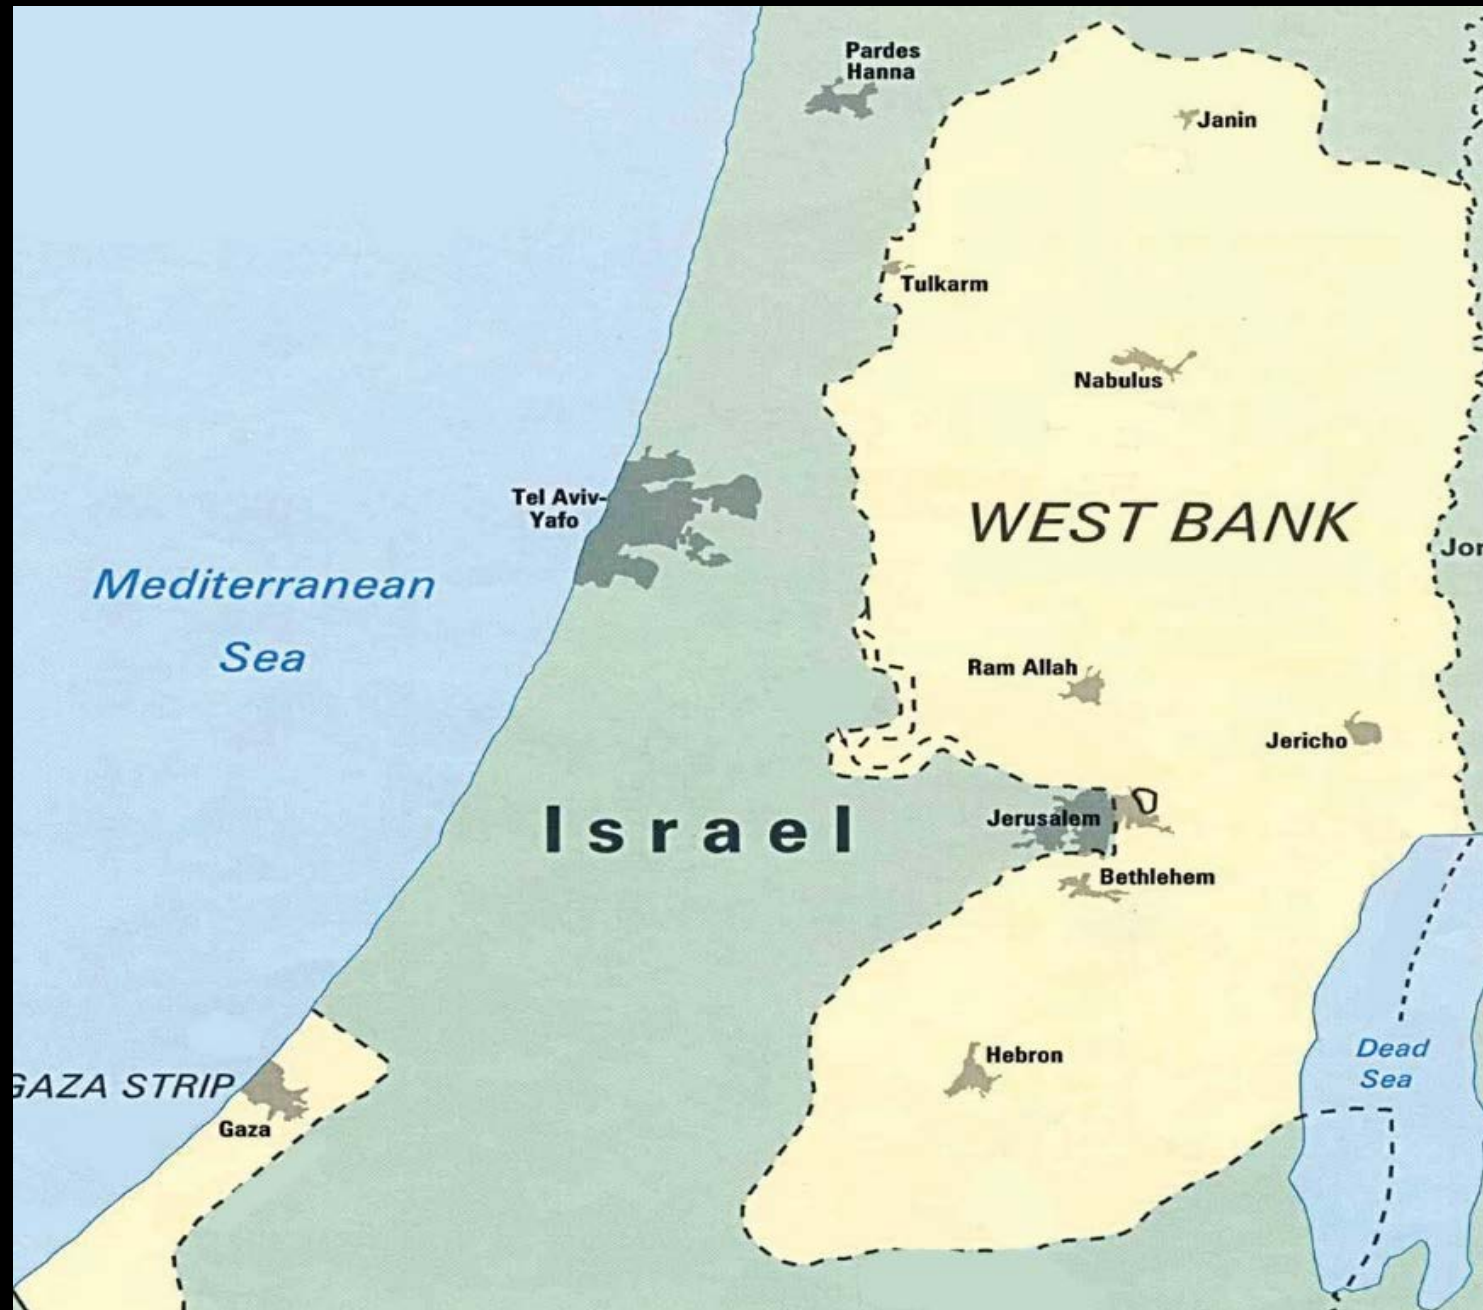 Pardes
Hanna
Janin
Tulkarm
Nabulus
Tel Aviv-
Yafo
WEST BANK
Jor
Mediterranean
Sea
Ram Allah
Jericho
Israel
Jerusalem
Bethlehem
Dead
Sea
Hebron
GAZA STRIP
Gaza